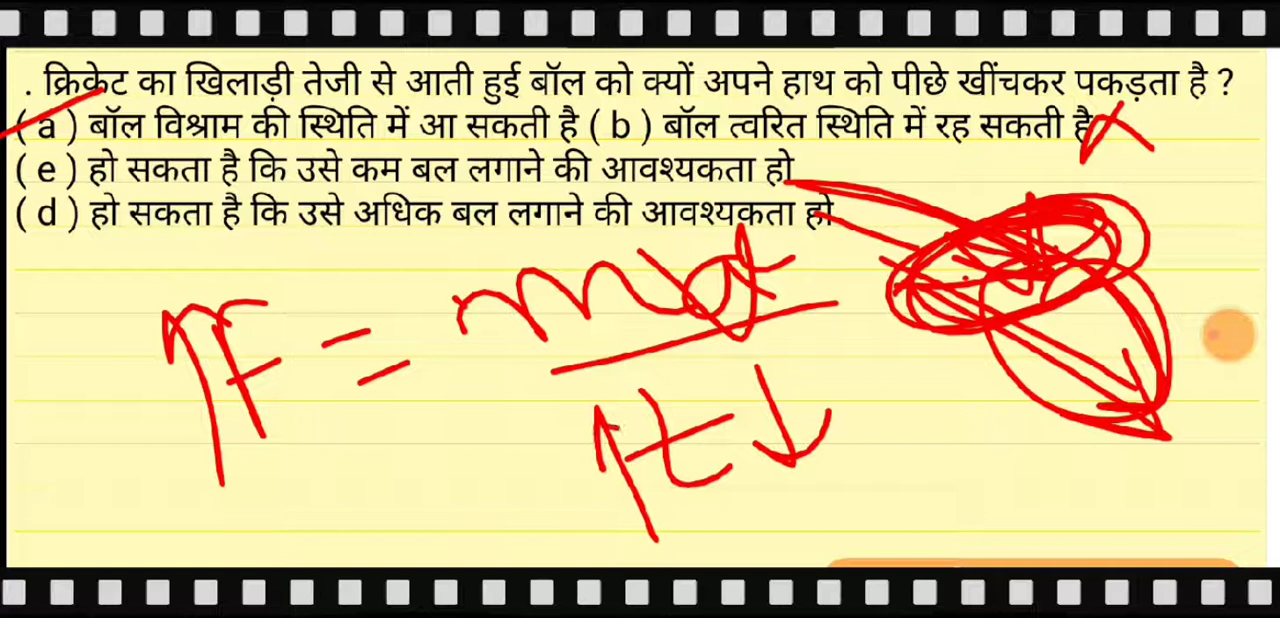 . क्रिकेट का खिलाड़ी तेजी से आती हुई बॉल को क्यों अपने हाथ को पीछे खींचकर पकड़ता है ?
( a ) बॉल विश्राम की स्थिति में आ सकती है ( b ) बॉल त्वरित स्थिति में रह सकती है
( e ) हो सकता है कि उसे कम बल लगाने की आवश्यकता हो
( d ) हो सकता है कि उसे अधिक बल लगाने की आवश्यकता हो
↑F =
↑t↓